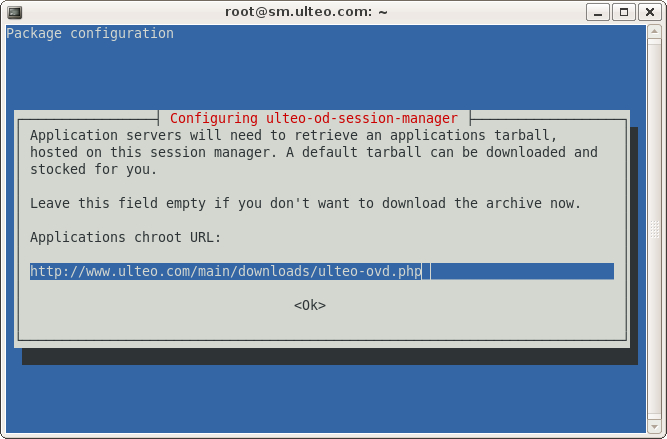 root@sm.ulteo.com: ~
Package configuration
Configuring ulteo-od-session-manager
Application servers will need to retrieve an applications tarball,
hosted on this session manager. A default tarball can be downloaded and
stocked for you.
Leave this field empty if you don't want to download the archive now.
Applications chroot URL:
http://www.ulteo.com/main/downloads/ulteo-ovd.php
<Ok>